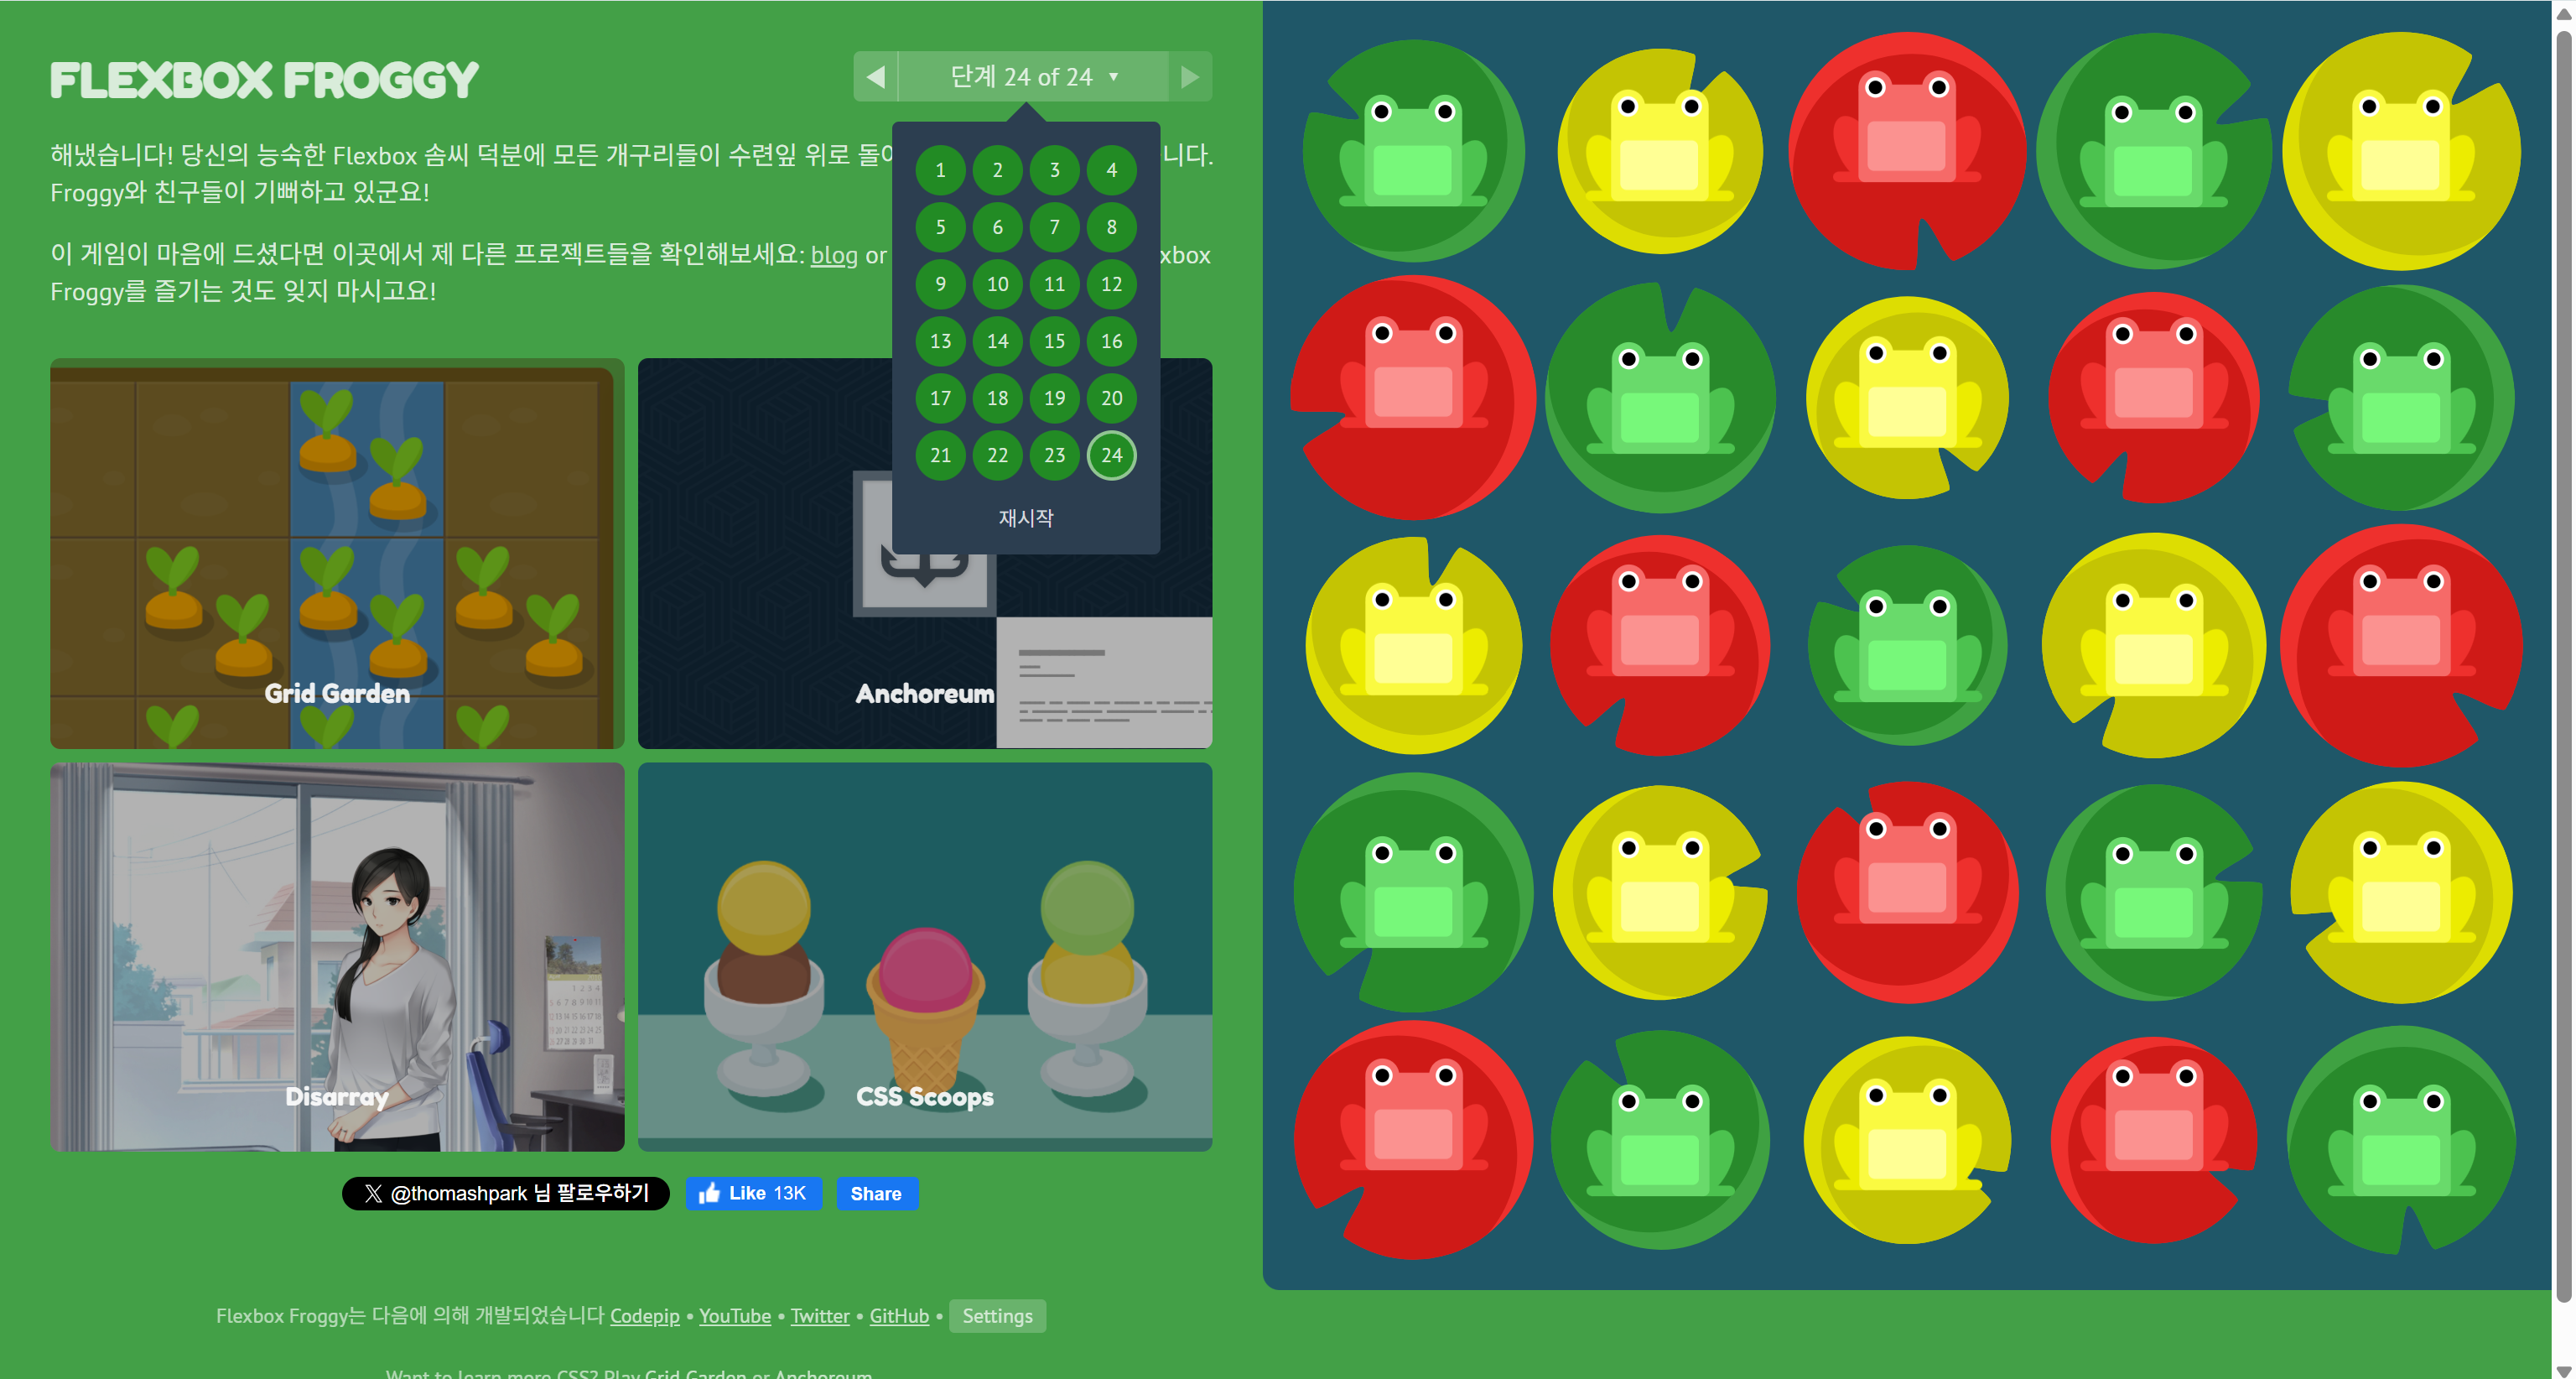 FLEXBOX FROGGY
단계 24 of 24
해냈습니다! 당신의 능숙한 Flexbox 솜씨 덕분에 모든 개구리들이 수련잎 위로 니다.
Froggy와 친구들이 기뻐하고 있군요!
이 게임이 마음에 드셨다면 이곳에서 제 다른 프로젝트들을 확인해보세요: blog or xbox
Froggy를 즐기는 것도 잊지 마시고요!
1 2 3 4
5 6 7 8
9 10 11 12
13 14 15 16
17 18 19 20
21 22 23 24
재시작
Grid Garden
Anchoreum
Disarray
CSS Scoops
X @thomashpark 님 팔로우하기
Like 13K
Share
Flexbox Froggy는 다음에 의해 개발되었습니다 Codepip • YouTube • Twitter • GitHub • Settings
Want to learn more CSS? Play Grid Garden or Anchoreum